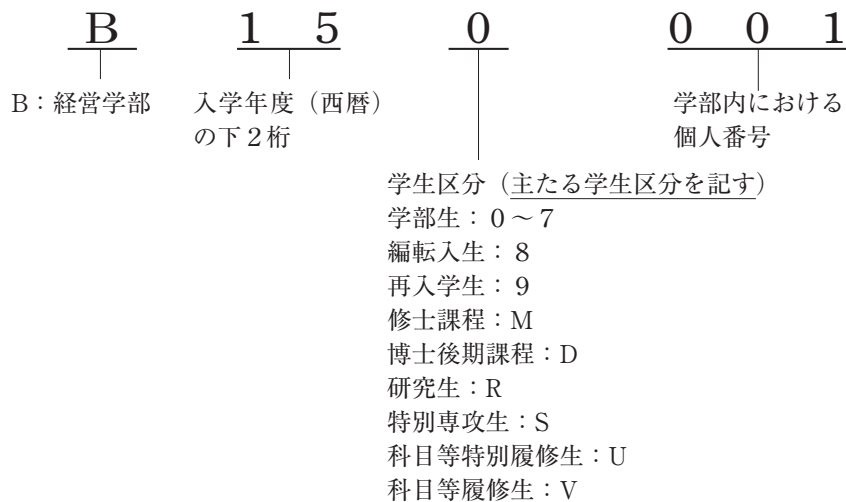 B 1 5 0 0 0 1
B：経営学部 入学年度（西暦） 学部内における
の下２桁 個人番号
学生区分（主たる学生区分を記す）
学部生：０～７
編転入生：８
再入学生：９
修士課程：M
博士後期課程：D
研究生：R
特別専攻生：S
科目等特別履修生：U
科目等履修生：V